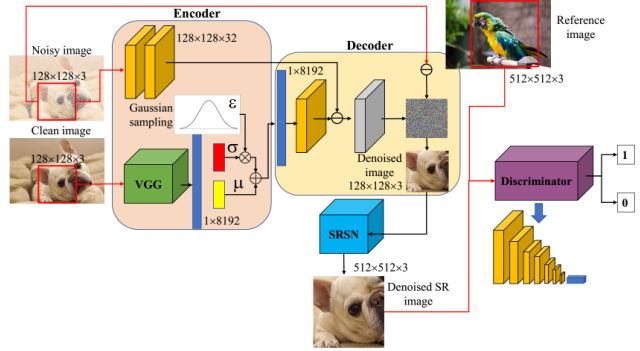 Encoder
Decoder
Reference
image
Noisy image
128×128×3
128×128×32
1×8192
512×512×3
Gaussian
sampling
ε
Clean image
128×128×3
σ
μ
VGG
1×8192
Denoised
image
128×128×3
Discriminator
1
0
SRSN
512×512×3
Denoised SR
image